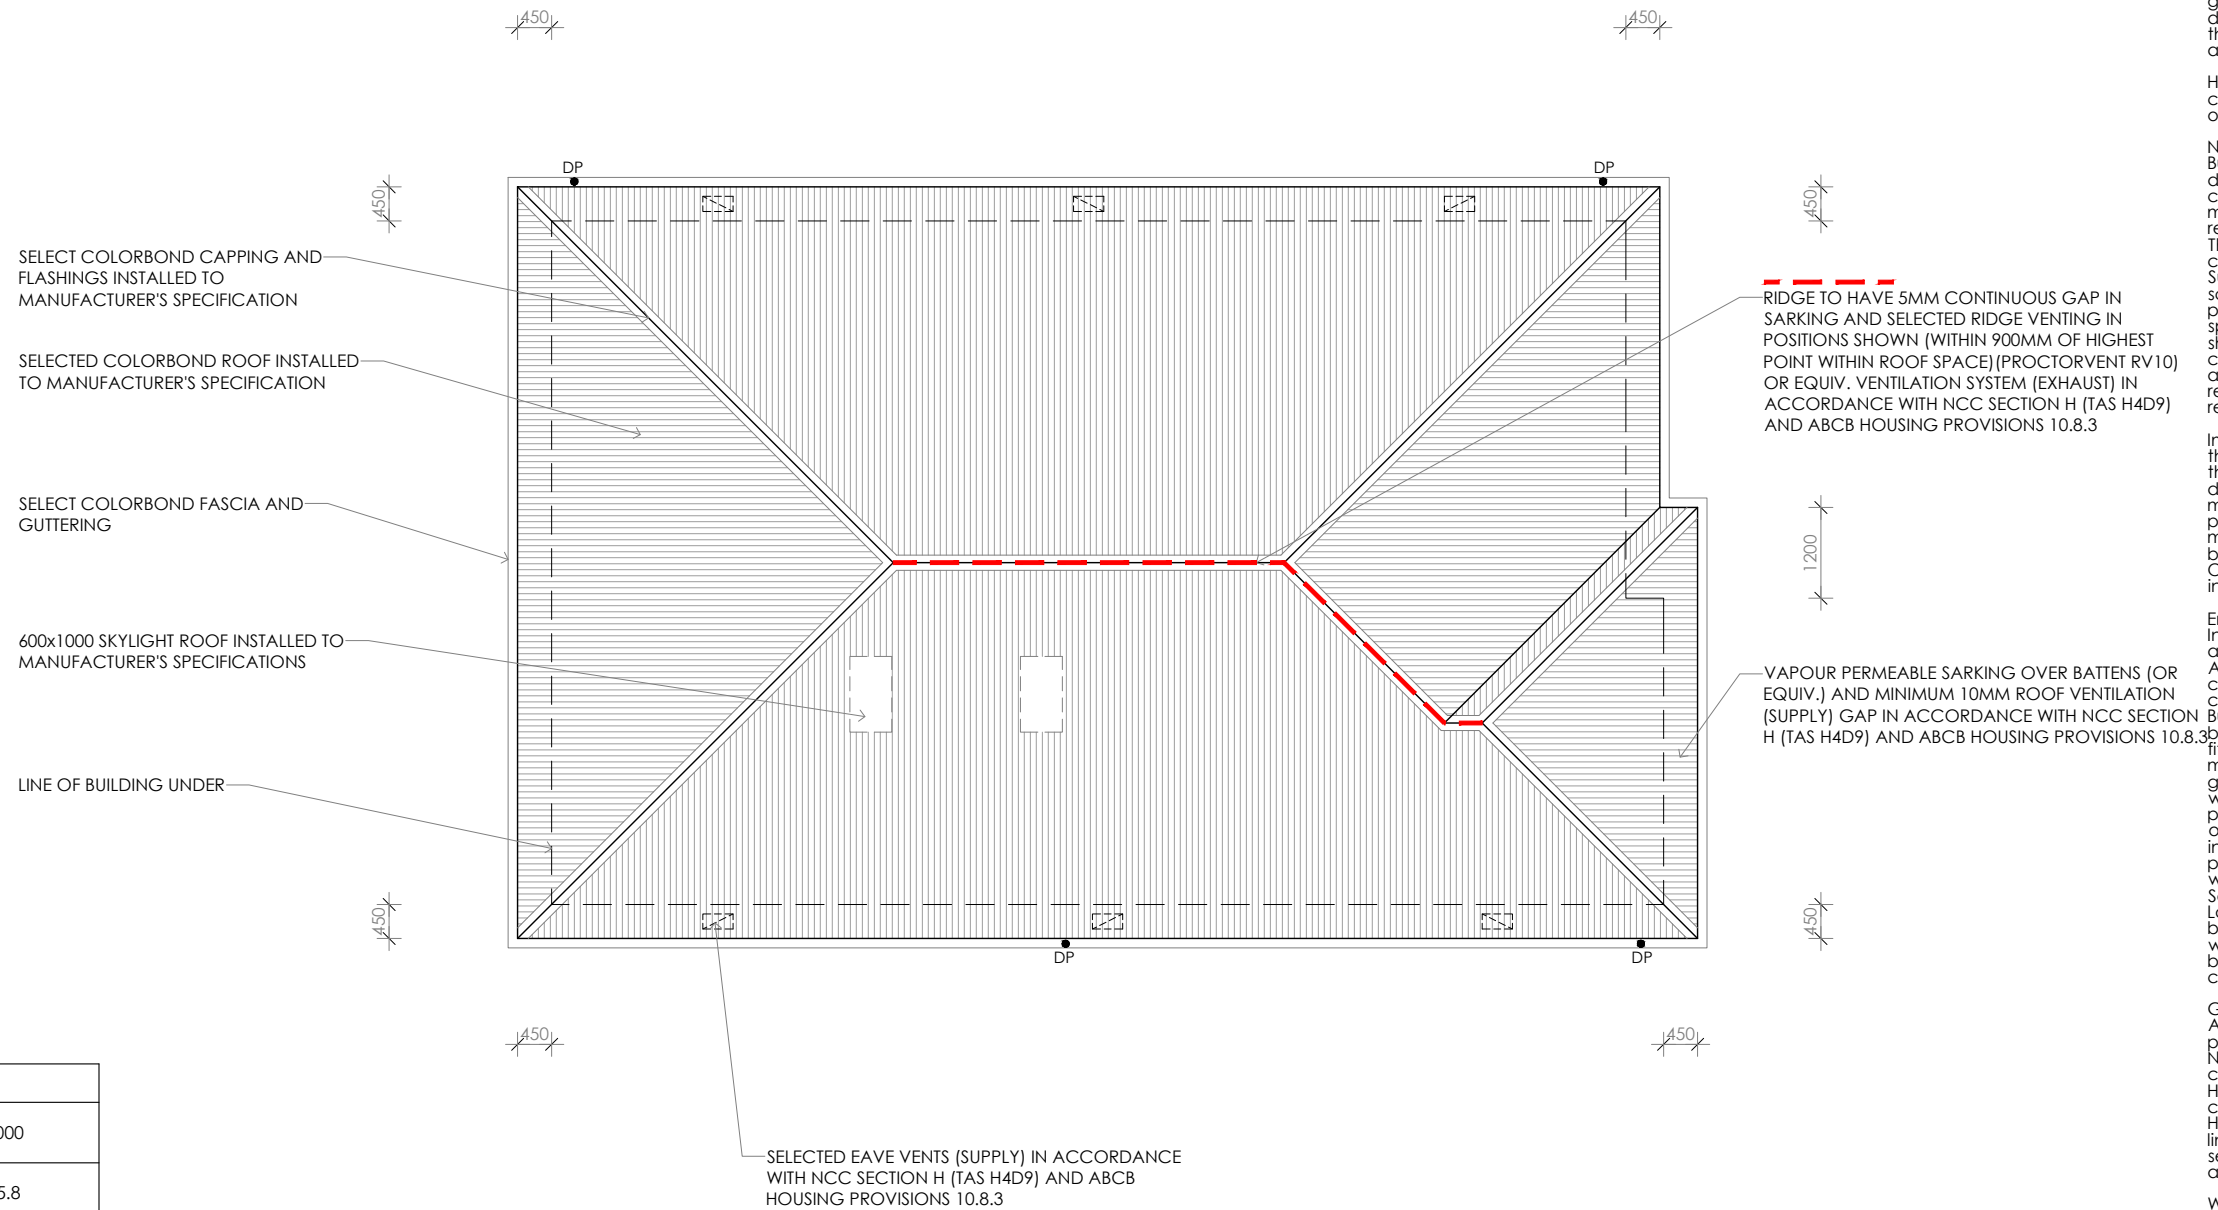 450
450
DP
DP
450
450
SELECT COLORBOND CAPPING AND
FLASHINGS INSTALLED TO
MANUFACTURER'S SPECIFICATION
RIDGE TO HAVE 5MM CONTINUOUS GAP IN
SARKING AND SELECTED RIDGE VENTING IN
POSITIONS SHOWN (WITHIN 900MM OF HIGHEST
POINT WITHIN ROOF SPACE)(PROCTORVENT RV10)
OR EQUIV. VENTILATION SYSTEM (EXHAUST) IN
ACCORDANCE WITH NCC SECTION H (TAS H4D9)
AND ABCB HOUSING PROVISIONS 10.8.3
SELECTED COLORBOND ROOF INSTALLED
TO MANUFACTURER'S SPECIFICATION
SELECT COLORBOND FASCIA AND
GUTTERING
1200
600x1000 SKYLIGHT ROOF INSTALLED TO
MANUFACTURER'S SPECIFICATIONS
VAPOUR PERMEABLE SARKING OVER BATTENS (OR
EQUIV.) AND MINIMUM 10MM ROOF VENTILATION
(SUPPLY) GAP IN ACCORDANCE WITH NCC SECTION
H (TAS H4D9) AND ABCB HOUSING PROVISIONS 10.8.3
LINE OF BUILDING UNDER
450
450
DP
DP
450
450
SELECTED EAVE VENTS (SUPPLY) IN ACCORDANCE
WITH NCC SECTION H (TAS H4D9) AND ABCB
HOUSING PROVISIONS 10.8.3
000
5.8